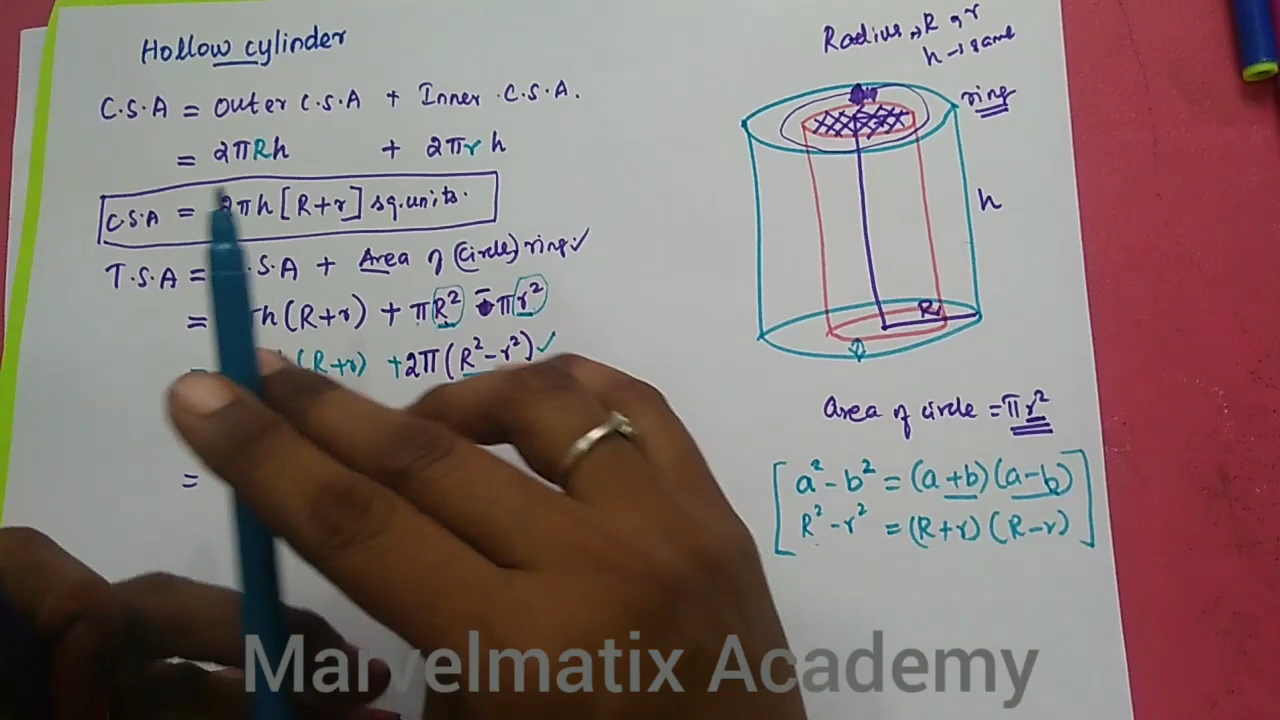 Hollow cylinder
C.S.A = Outer C.S.A + Inner C.S.A.
= 2πRh + 2πrh
C.S.A = 2πh[R+r] sq.units.
T.S.A = .S.A + Area of (circle) ring ✓
= πh(R+r) + πR² - πr²
= (R+r) + 2π(R²-r²) ✓
=
Radius → R & r
h → same
ring
h
R
Area of circle = πr²
a² - b² = (a+b)(a-b)
R² - r² = (R+r)(R-r)
Marvelmatix Academy